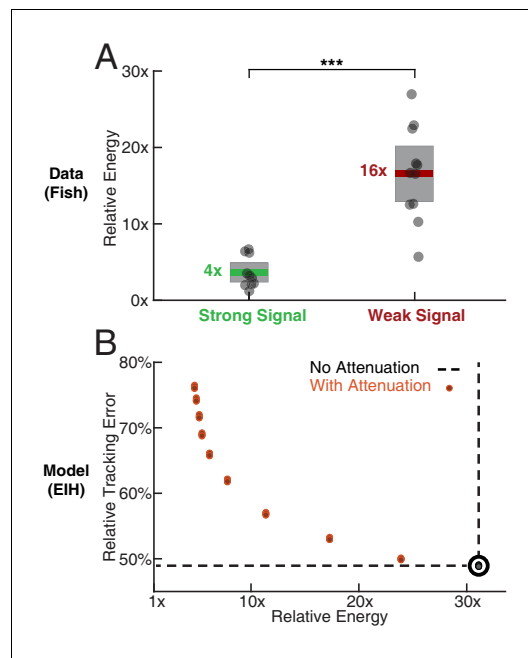 A
***
30x
20x
10x
0x
Relative Energy
Data
(Fish)
4x
16x
Strong Signal
Weak Signal
B
80%
70%
60%
50%
Relative Tracking Error
Model
(EIH)
No Attenuation
With Attenuation
1x
10x
20x
30x
Relative Energy